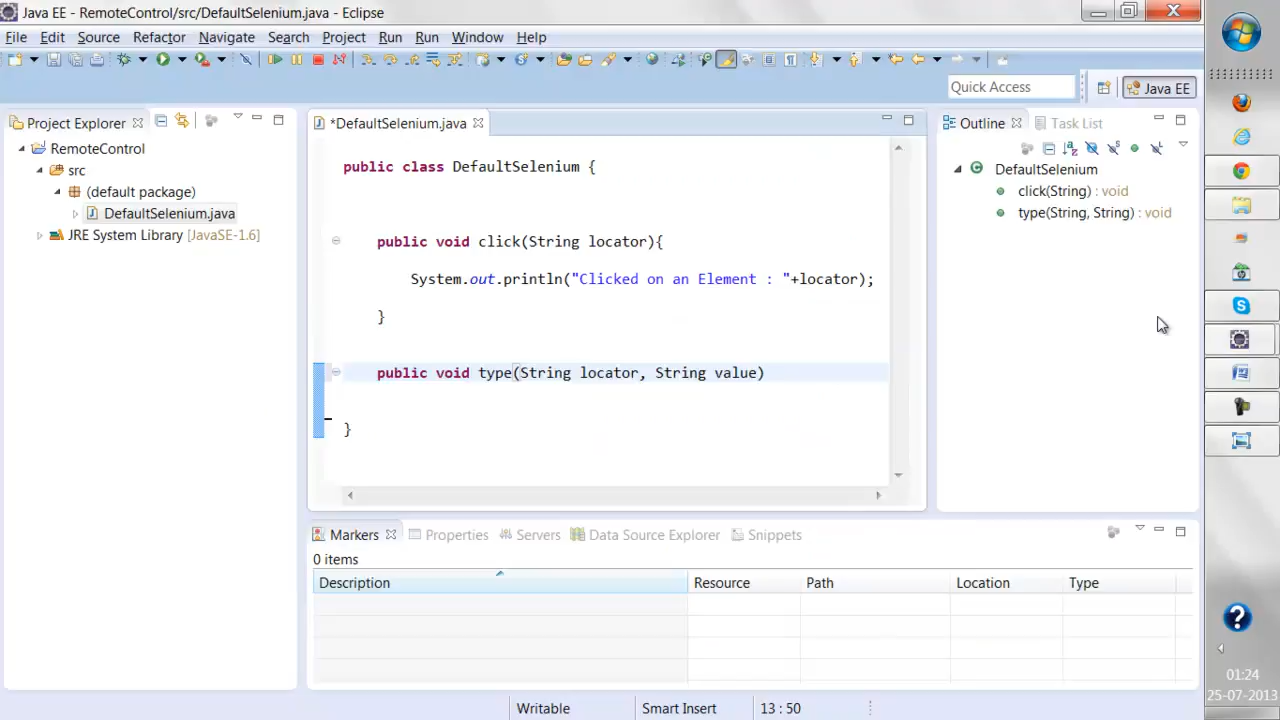 Java EE - RemoteControl/src/DefaultSelenium.java - Eclipse
File Edit Source Refactor Navigate Search Project Run Run Window Help
Quick Access
Java EE
Project Explorer
RemoteControl
src
(default package)
DefaultSelenium.java
JRE System Library [JavaSE-1.6]
*DefaultSelenium.java
public class DefaultSelenium {
public void click(String locator){
System.out.println("Clicked on an Element : "+locator);
}
public void type(String locator, String value)
}
Outline
Task List
DefaultSelenium
click(String) : void
type(String, String) : void
Markers Properties Servers Data Source Explorer Snippets
0 items
Description Resource Path Location Type
Writable Smart Insert 13 : 50
01:24
25-07-2013